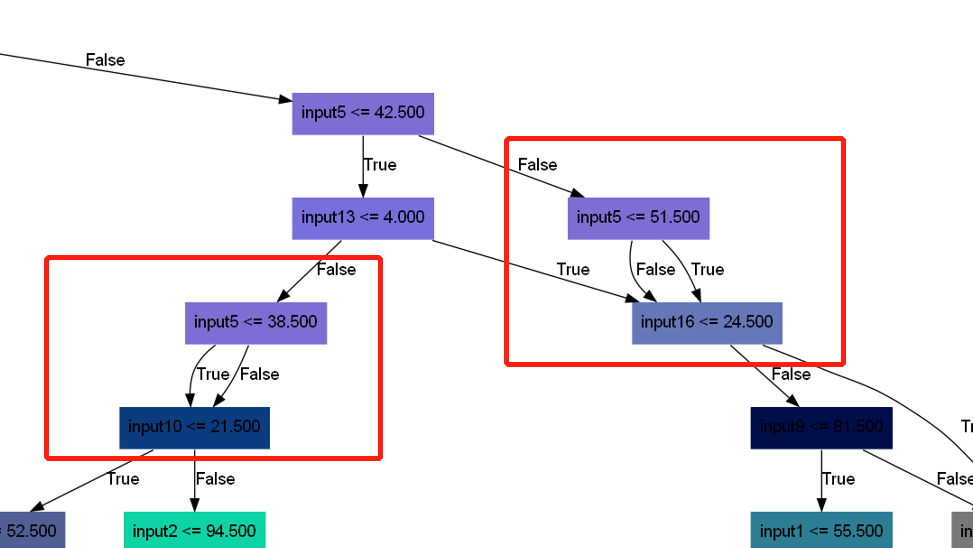 False
input5 <= 42.500
True
False
input13 <= 4.000
input5 <= 51.500
False
True
False
True
input5 <= 38.500
input16 <= 24.500
True
False
False
input10 <= 21.500
input9 <= 81.500
True
False
True
False
= 52.500
input2 <= 94.500
input1 <= 55.500